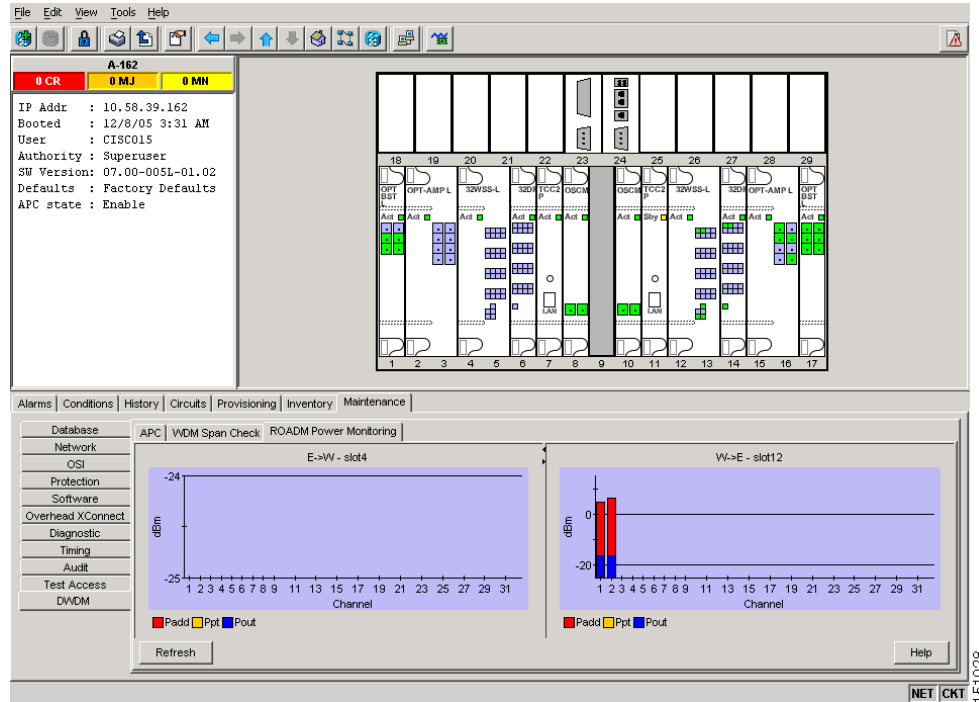 File Edit View Tools Help
A-162
0 CR 0 MJ 0 MN
IP Addr : 10.58.39.162
Booted : 12/8/05 3:31 AM
User : CISCO15
Authority : Superuser
SW Version: 07.00-005L-01.02
Defaults : Factory Defaults
APC state : Enable
18 19 20 21 22 23 24 25 26 27 28 29
OPT BST L OPT-AMP L 32WSS-L 32D TCC2 P OSCM OSCM TCC2 P 32WSS-L 32D OPT-AMP L OPT BST L
Act Act Act Act Act Act Act Sby Act Act Act Act
LAN LAN
1 2 3 4 5 6 7 8 9 10 11 12 13 14 15 16 17
Alarms Conditions History Circuits Provisioning Inventory Maintenance
Database
Network
OSI
Protection
Software
Overhead XConnect
Diagnostic
Timing
Audit
Test Access
DWDM
APC WDM Span Check ROADM Power Monitoring
E->W - slot4
-24
dBm
-25
1 2 3 4 5 6 7 8 9 11 13 15 17 19 21 23 25 27 29 31
Channel
Padd Ppt Pout
W->E - slot12
0
dBm
-20
1 2 3 4 5 6 7 8 9 11 13 15 17 19 21 23 25 27 29 31
Channel
Padd Ppt Pout
Refresh Help
NET CKT
151029